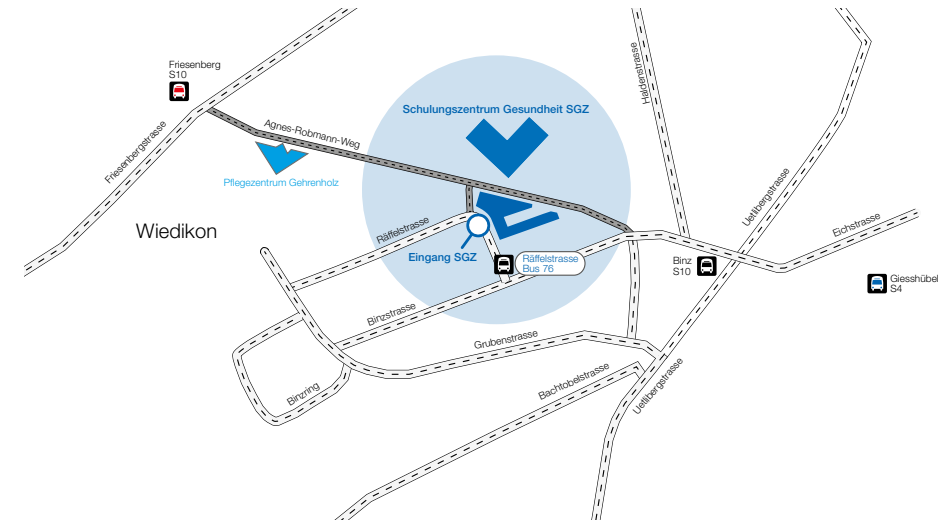 Friesenberg
S10
Friesenbergstrasse
Agnes-Robmann-Weg
Pflegezentrum Gehrenholz
Schulungszentrum Gesundheit SGZ
Haldenstrasse
Uetlibergstrasse
Eichstrasse
Wiedikon
Räffelstrasse
Eingang SGZ
Räffelstrasse
Bus 76
Binz
S10
Giesshübel
S4
Binzstrasse
Grubenstrasse
Binzring
Bachtobelstrasse
Uetlibergstrasse